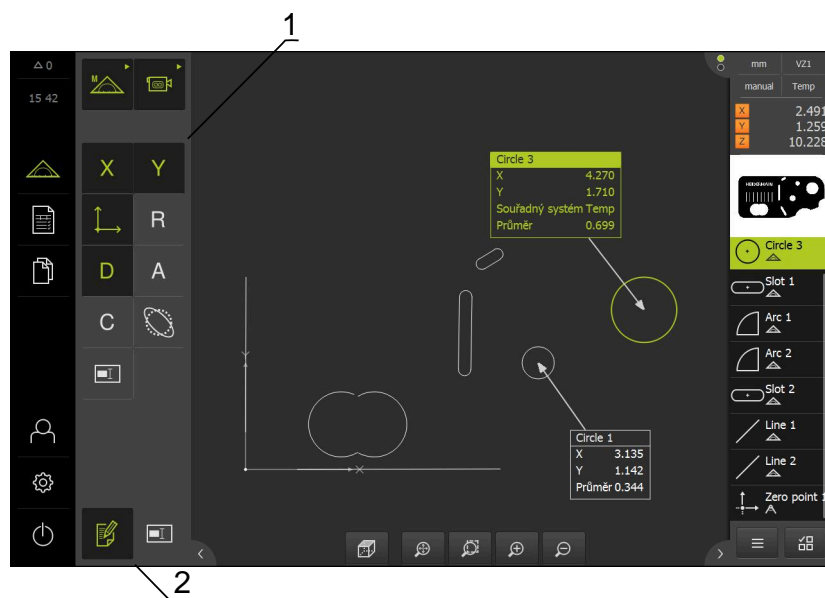 1
0
15 42
M
X Y
R
D A
C
Circle 3
X 4.270
Y 1.710
Souřadný systém Temp
Průměr 0.699
Y
X
Circle 1
X 3.135
Y 1.142
Průměr 0.344
mm VZ1
manual Temp
X 2.491
Y 1.259
Z 10.228
HEIDENHAIN
Circle 3
Slot 1
Arc 1
Arc 2
Slot 2
Line 1
Line 2
Zero point 1
2